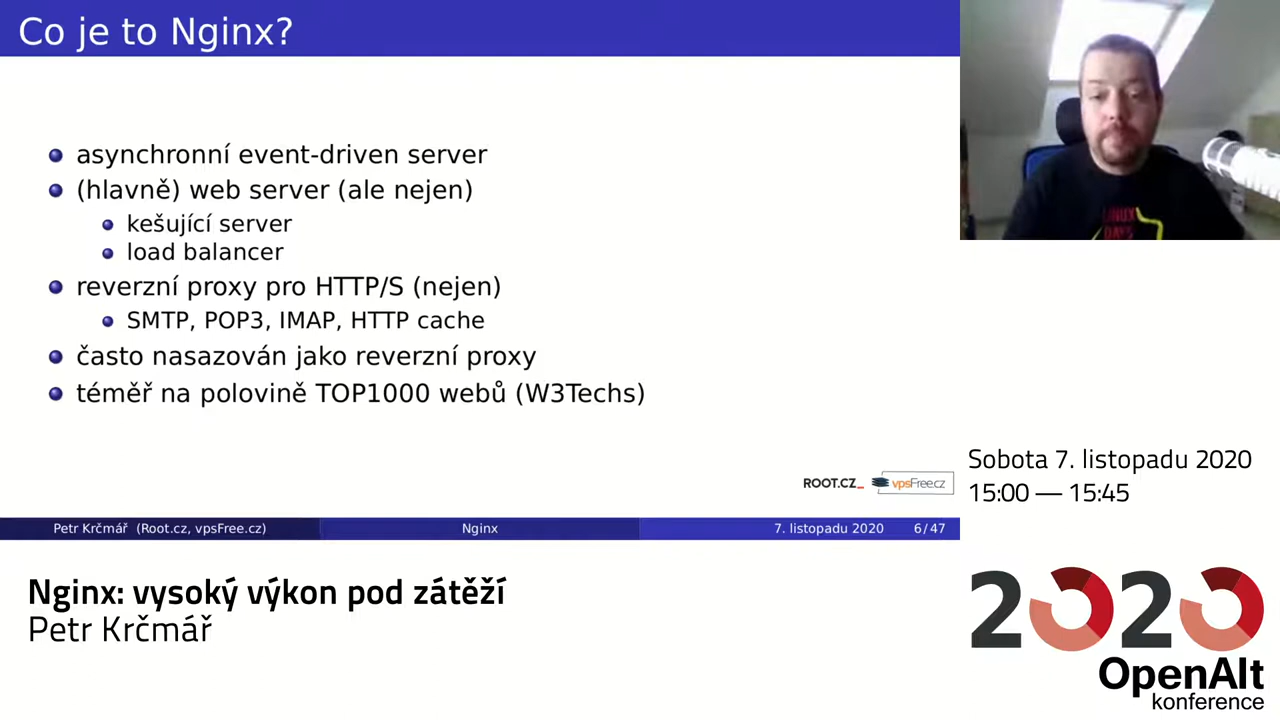 Co je to Nginx?
asynchronní event-driven server
(hlavně) web server (ale nejen)
kešující server
load balancer
reverzní proxy pro HTTP/S (nejen)
SMTP, POP3, IMAP, HTTP cache
často nasazován jako reverzní proxy
téměř na polovině TOP1000 webů (W3Techs)
ROOT.CZ_ vpsFree.cz
Petr Krčmář (Root.cz, vpsFree.cz) Nginx 7. listopadu 2020 6/47
LINUX
DAYS
Sobota 7. listopadu 2020
15:00 — 15:45
Nginx: vysoký výkon pod zátěží
Petr Krčmář
2020
OpenAlt
konference